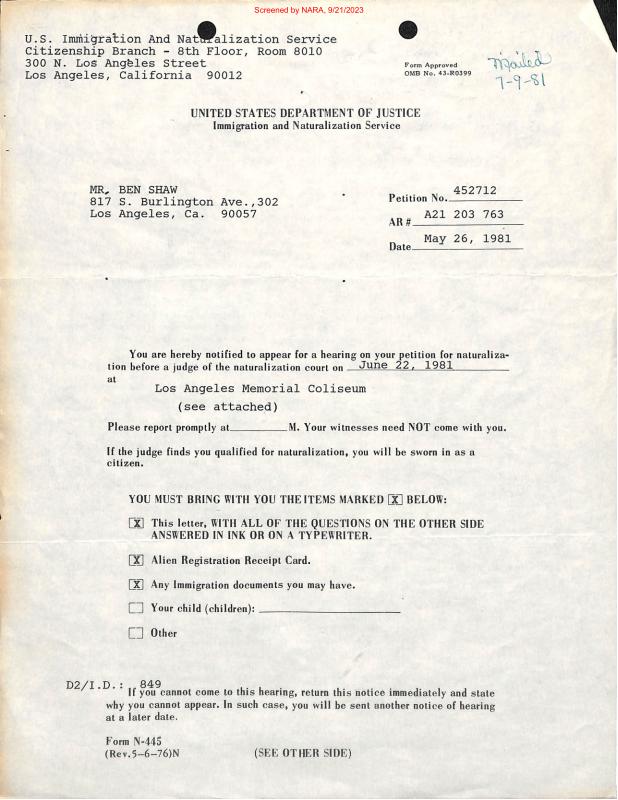 Screened by NARA, 9/21/2023
U.S. Immigration And Naturalization Service
Citizenship Branch - 8th Floor, Room 8010
300 N. Los Angeles Street
Los Angeles, California 90012
Form Approved
OMB No. 43-R0399
Mailed
7-9-81
UNITED STATES DEPARTMENT OF JUSTICE
Immigration and Naturalization Service
MR. BEN SHAW
817 S. Burlington Ave.,302
Los Angeles, Ca. 90057
Petition No. 452712
AR # A21 203 763
Date May 26, 1981
You are hereby notified to appear for a hearing on your petition for naturaliza-
tion before a judge of the naturalization court on June 22, 1981
at
Los Angeles Memorial Coliseum
(see attached)
Please report promptly at________M. Your witnesses need NOT come with you.
If the judge finds you qualified for naturalization, you will be sworn in as a
citizen.
YOU MUST BRING WITH YOU THE ITEMS MARKED [X] BELOW:
[X] This letter, WITH ALL OF THE QUESTIONS ON THE OTHER SIDE
ANSWERED IN INK OR ON A TYPEWRITER.
[X] Alien Registration Receipt Card.
[X] Any Immigration documents you may have.
[ ] Your child (children): ____________________
[ ] Other
D2/I.D.: 849
If you cannot come to this hearing, return this notice immediately and state
why you cannot appear. In such case, you will be sent another notice of hearing
at a later date.
Form N-445
(Rev.5-6-76)N (SEE OTHER SIDE)